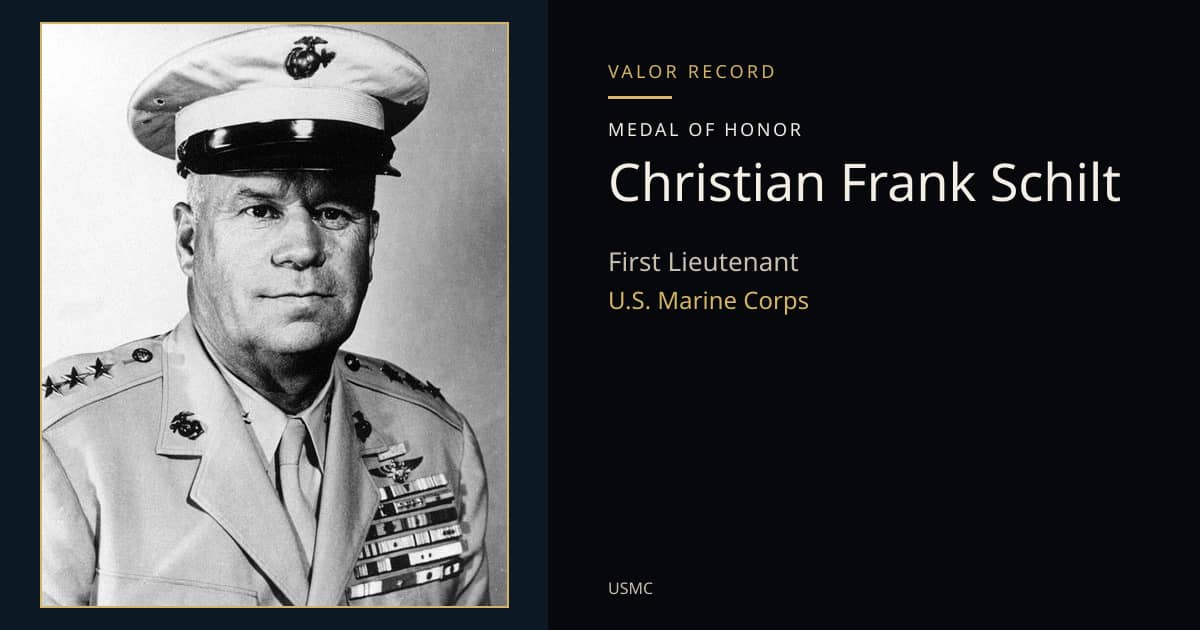 VALOR RECORD
MEDAL OF HONOR
Christian Frank Schilt
First Lieutenant
U.S. Marine Corps
USMC